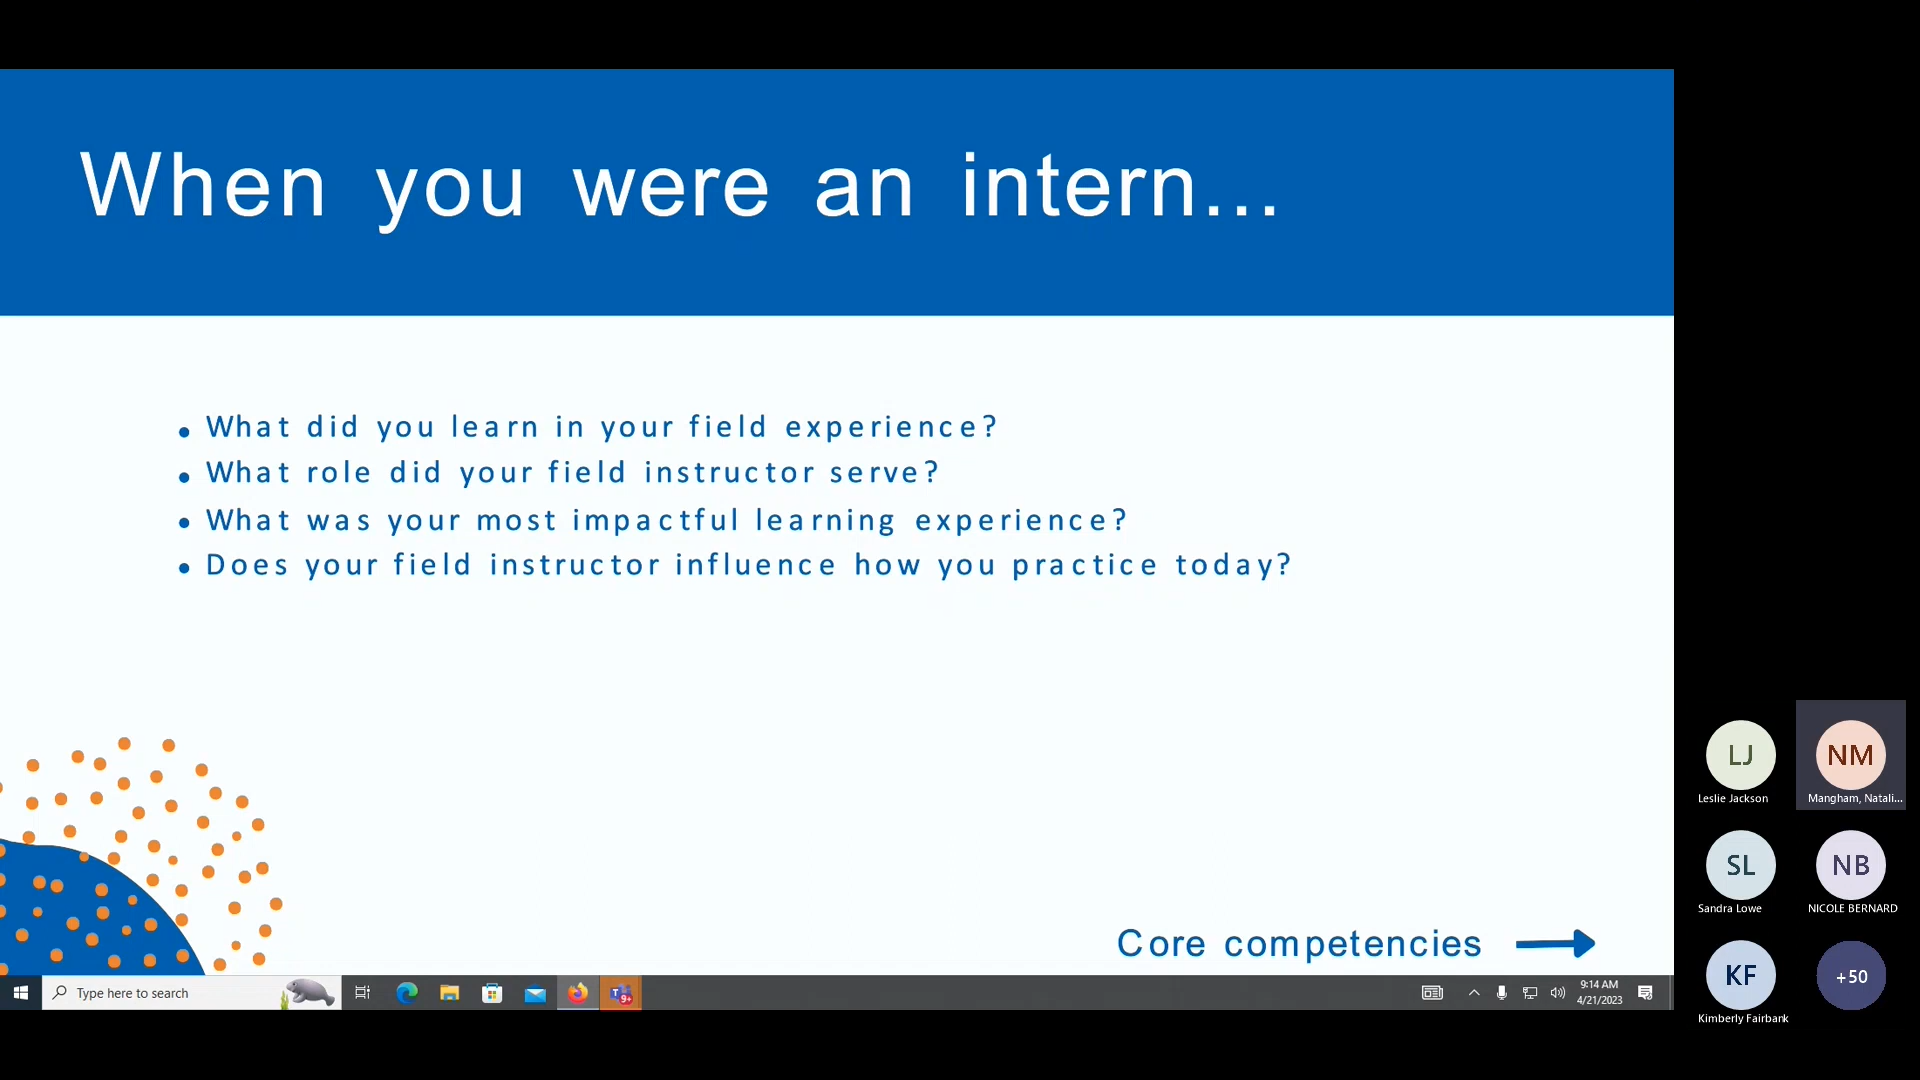 When you were an intern...
What did you learn in your field experience?
What role did your field instructor serve?
What was your most impactful learning experience?
Does your field instructor influence how you practice today?
Core competencies
LJ
Leslie Jackson
NM
Mangham, Natali...
SL
Sandra Lowe
NB
NICOLE BERNARD
KF
Kimberly Fairbank
+50
Type here to search
9+
9:14 AM
4/21/2023